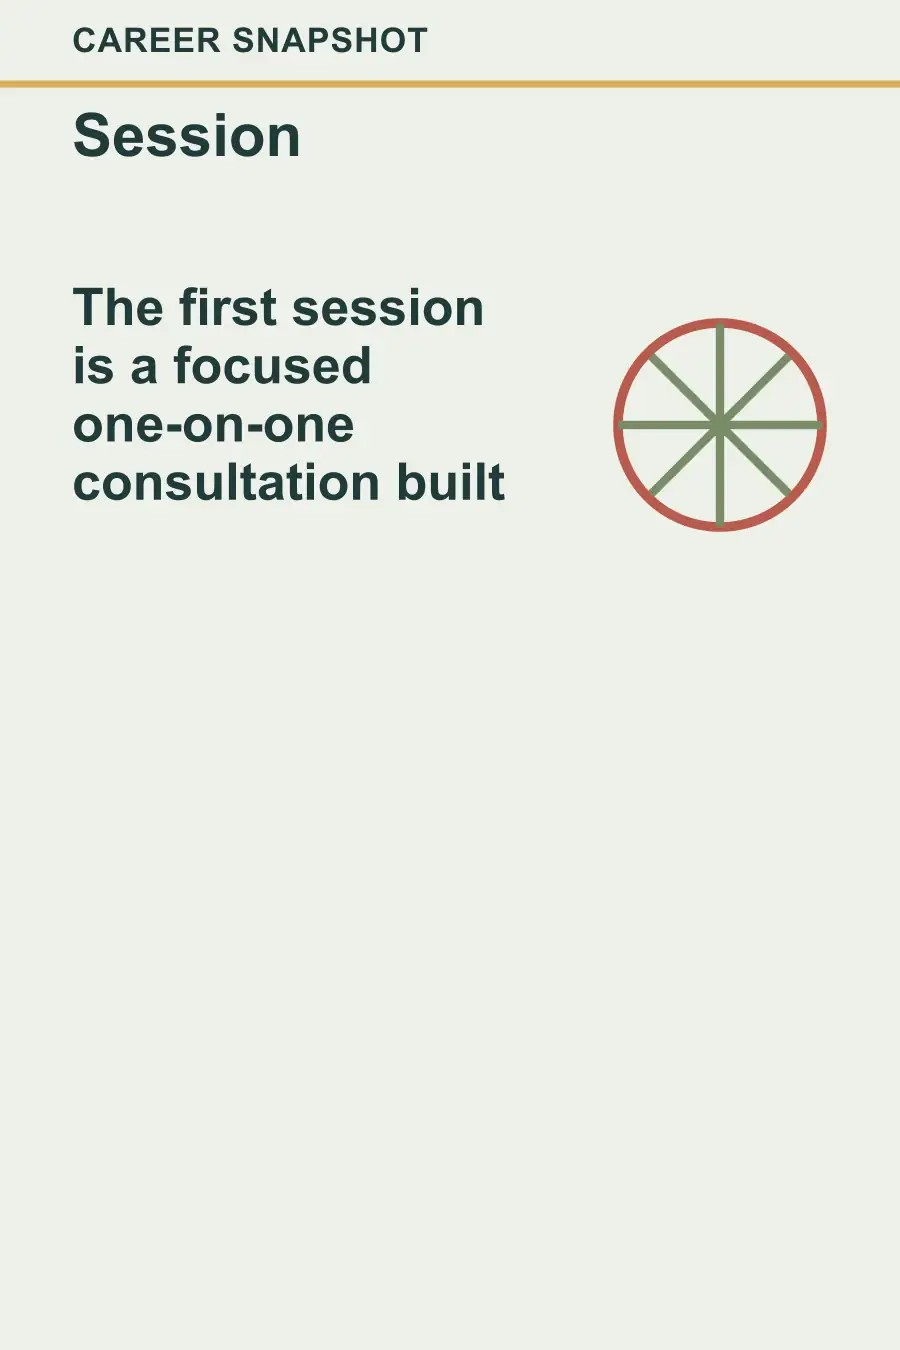 CAREER SNAPSHOT
Session
The first session
is a focused
one-on-one
consultation built